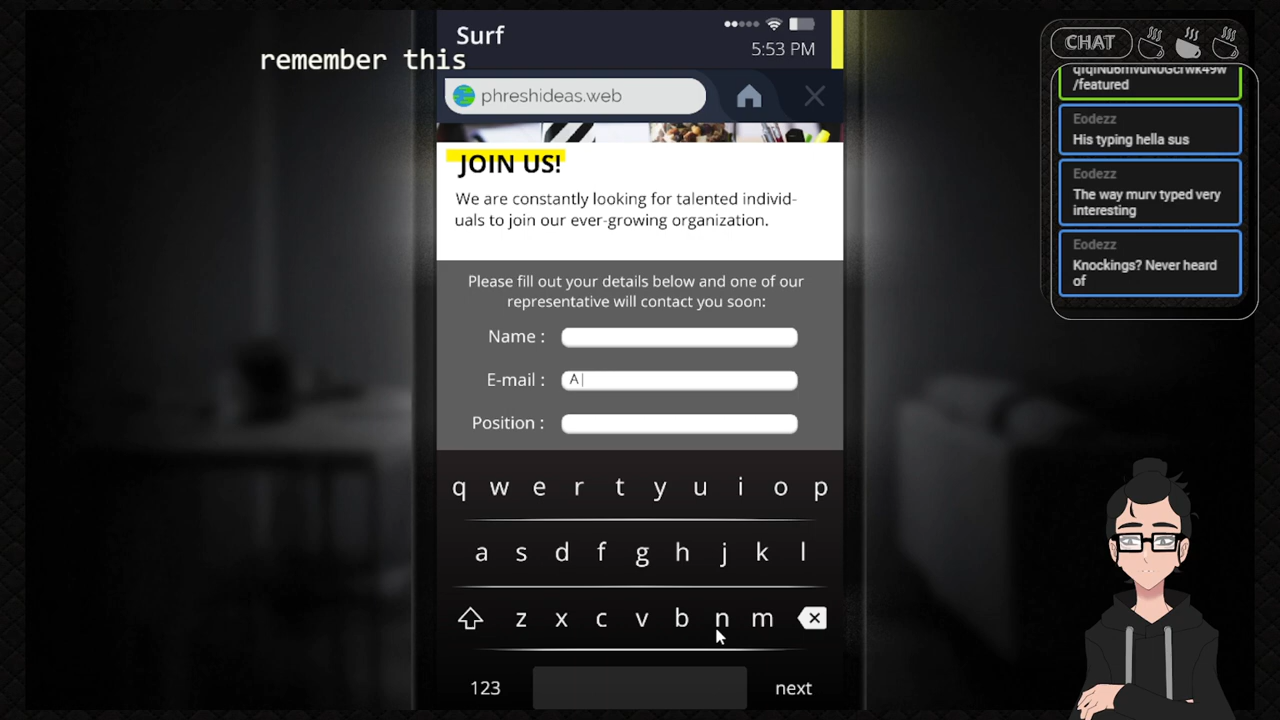 Surf
5:53 PM
remember this
phreshideas.web
JOIN US!
We are constantly looking for talented individ-
uals to join our ever-growing organization.
Please fill out your details below and one of our
representative will contact you soon:
Name :
E-mail : A
Position :
q w e r t y u i o p
a s d f g h j k l
z x c v b n m
123 next
CHAT
/featured
Eodezz
His typing hella sus
Eodezz
The way murv typed very
interesting
Eodezz
Knockings? Never heard
of